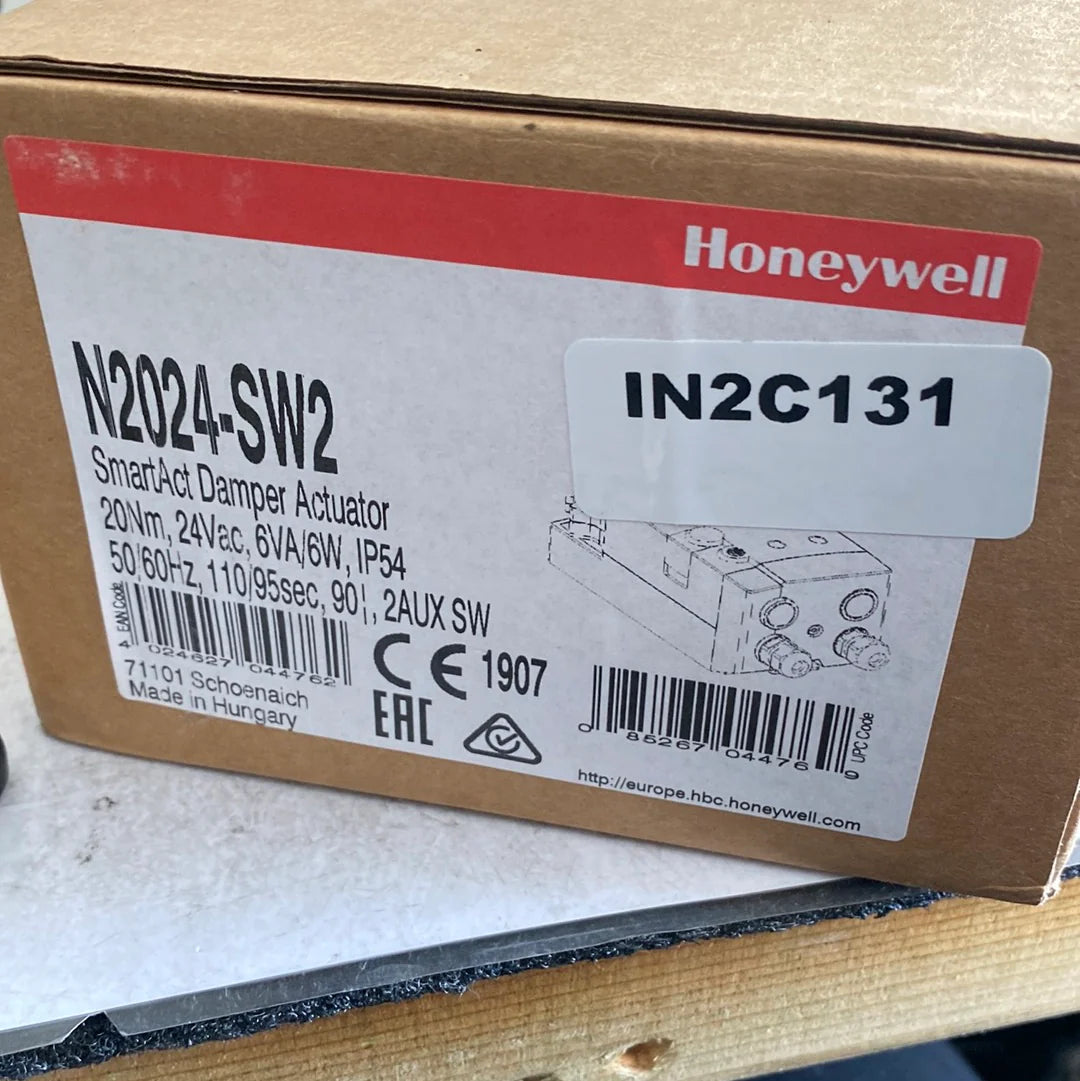 Honeywell
IN2C131
N2024-SW2
SmartAct Damper Actuator
20Nm, 24Vac, 6VA/6W, IP54
50/60Hz, 110/95sec, 90¦, 2AUX SW
EAN Code
4 024627 044762
71101 Schoenaich
Made in Hungary
CE 1907
EAC
0 85267 04476 9
UPC Code
http://europe.hbc.honeywell.com